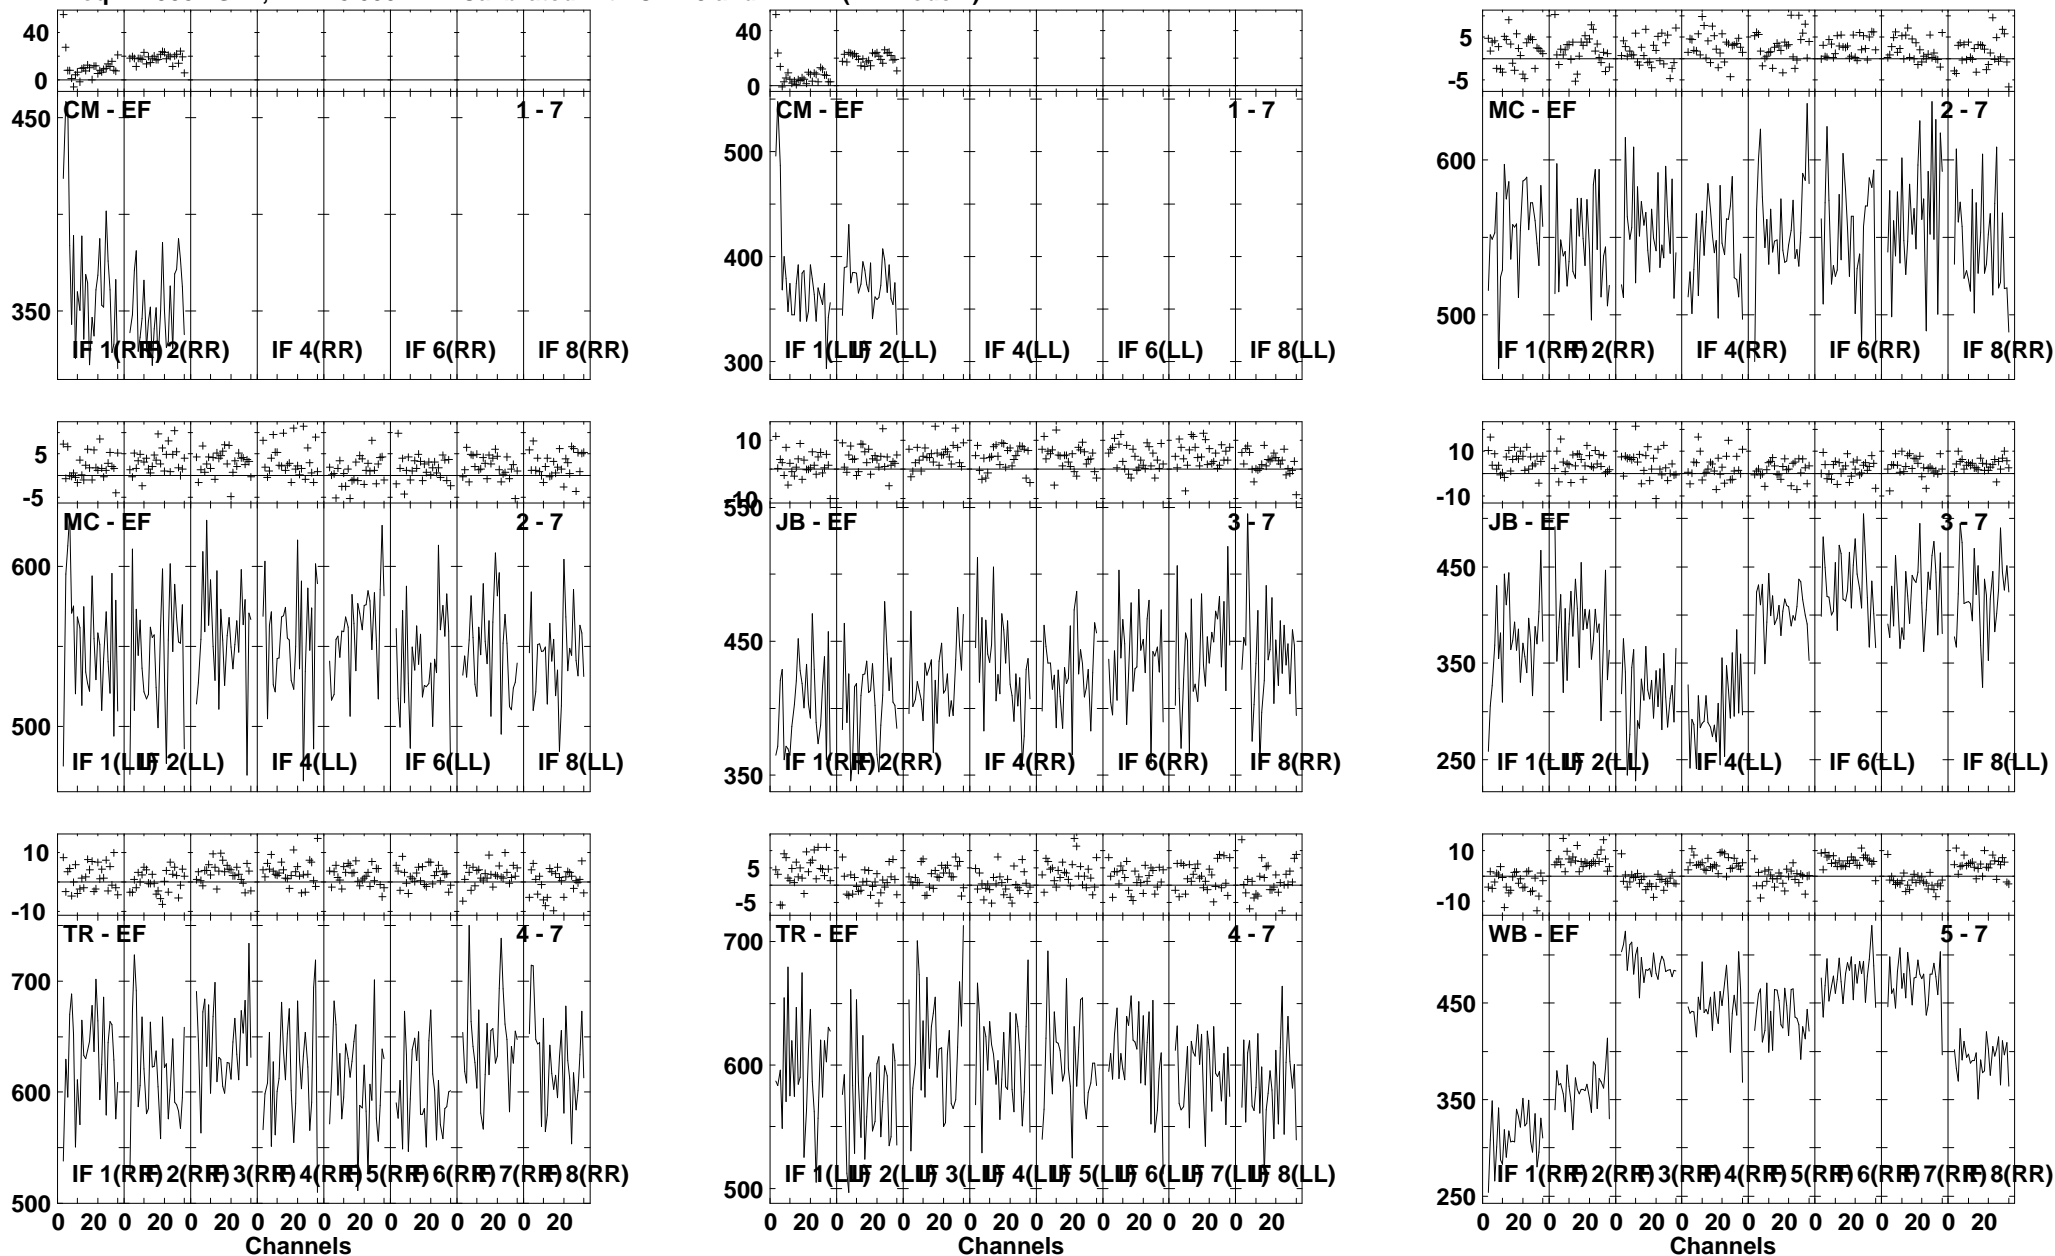 40
0
CM - EF 1 - 7
450
350
IF 1(RR) IF 2(RR) IF 4(RR) IF 6(RR) IF 8(RR)
40
0
CM - EF 1 - 7
500
400
300
IF 1(LL) IF 2(LL) IF 4(LL) IF 6(LL) IF 8(LL)
5
-5
MC - EF 2 - 7
600
500
IF 1(RR) IF 2(RR) IF 4(RR) IF 6(RR) IF 8(RR)
5
-5
MC - EF 2 - 7
600
500
IF 1(LL) IF 2(LL) IF 4(LL) IF 6(LL) IF 8(LL)
10
-10
550
JB - EF 3 - 7
450
350
IF 1(RR) IF 2(RR) IF 4(RR) IF 6(RR) IF 8(RR)
10
-10
JB - EF 3 - 7
450
350
250
IF 1(LL) IF 2(LL) IF 4(LL) IF 6(LL) IF 8(LL)
10
-10
TR - EF 4 - 7
700
600
500
IF 1(RR) IF 2(RR) IF 3(RR) IF 4(RR) IF 5(RR) IF 6(RR) IF 7(RR) IF 8(RR)
0 20 0 20 0 20 0 20 0 20 0 20 0 20 0 20
Channels
5
-5
TR - EF 4 - 7
700
600
500
IF 1(LL) IF 2(LL) IF 3(LL) IF 4(LL) IF 5(LL) IF 6(LL) IF 7(LL) IF 8(LL)
0 20 0 20 0 20 0 20 0 20 0 20 0 20 0 20
Channels
10
-10
WB - EF 5 - 7
450
350
250
IF 1(RR) IF 2(RR) IF 3(RR) IF 4(RR) IF 5(RR) IF 6(RR) IF 7(RR) IF 8(RR)
0 20 0 20 0 20 0 20 0 20 0 20 0 20 0 20
Channels